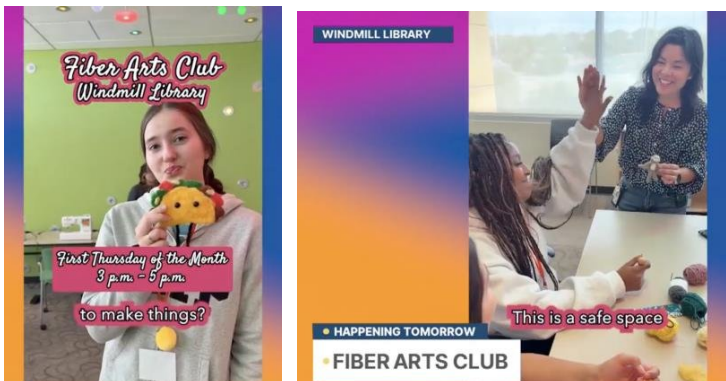 Fiber Arts Club
Windmill Library
First Thursday of the Month
3 p.m. - 5 p.m.
to make things?
WINDMILL LIBRARY
This is a safe space
HAPPENING TOMORROW
FIBER ARTS CLUB